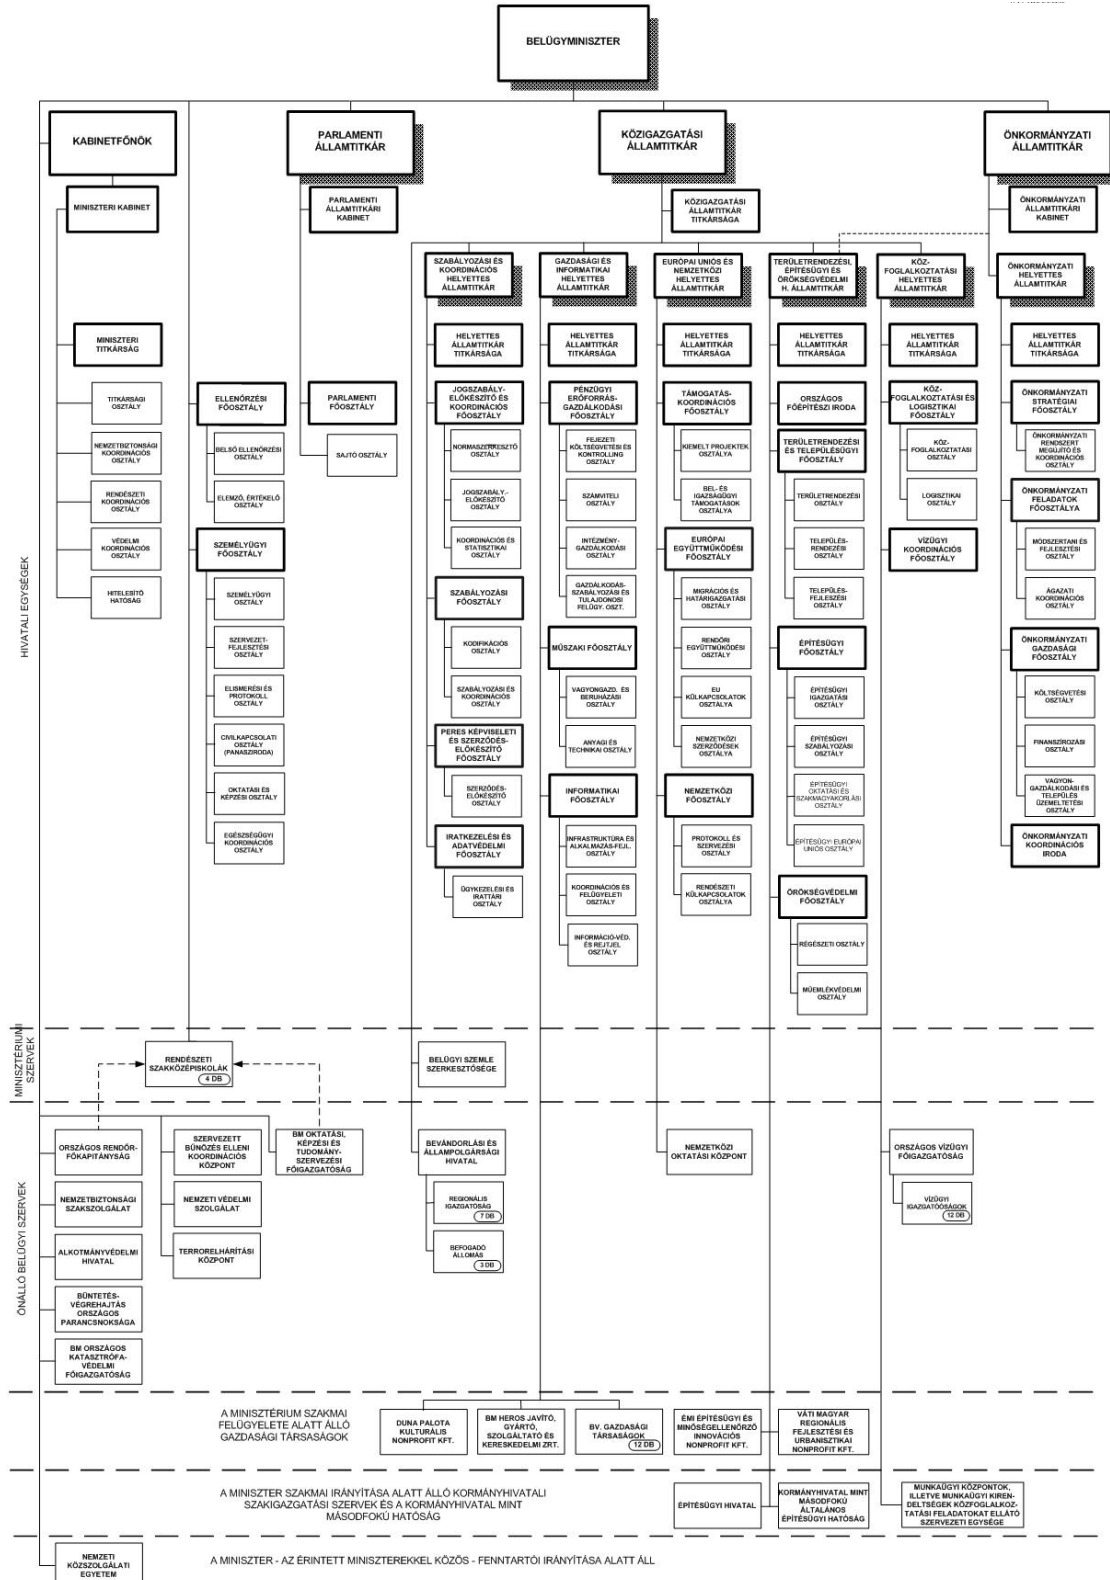 BELÜGYMINISZTER
KABINETFŐNÖK
PARLAMENTI
ÁLLAMTITKÁR
KÖZIGAZGATÁSI
ÁLLAMTITKÁR
ÖNKORMÁNYZATI
ÁLLAMTITKÁR
MINISZTERI KABINET
PARLAMENTI
ÁLLAMTITKÁRI
KABINET
KÖZIGAZGATÁSI
ÁLLAMTITKÁR
TITKÁRSÁGA
ÖNKORMÁNYZATI
ÁLLAMTITKÁRI
KABINET
SZABÁLYOZÁSI ÉS
KOORDINÁCIÓS
HELYETTES
ÁLLAMTITKÁR
GAZDASÁGI ÉS
INFORMATIKAI
HELYETTES
ÁLLAMTITKÁR
EURÓPAI UNIÓS ÉS
NEMZETKÖZI
HELYETTES
ÁLLAMTITKÁR
TERÜLETRENDEZÉSI,
ÉPÍTÉSÜGYI ÉS
ÖRÖKSÉGVÉDELMI
H. ÁLLAMTITKÁR
KÖZ-
FOGLALKOZTATÁSI
HELYETTES
ÁLLAMTITKÁR
ÖNKORMÁNYZATI
HELYETTES
ÁLLAMTITKÁR
MINISZTERI
TITKÁRSÁG
HELYETTES
ÁLLAMTITKÁR
TITKÁRSÁGA
HELYETTES
ÁLLAMTITKÁR
TITKÁRSÁGA
HELYETTES
ÁLLAMTITKÁR
TITKÁRSÁGA
HELYETTES
ÁLLAMTITKÁR
TITKÁRSÁGA
HELYETTES
ÁLLAMTITKÁR
TITKÁRSÁGA
HELYETTES
ÁLLAMTITKÁR
TITKÁRSÁGA
HIVATALI EGYSÉGEK
TITKÁRSÁGI
OSZTÁLY
NEMZETBIZTONSÁGI
KOORDINÁCIÓS
OSZTÁLY
RENDÉSZETI
KOORDINÁCIÓS
OSZTÁLY
VÉDELMI
KOORDINÁCIÓS
OSZTÁLY
HITELESÍTŐ
HATÓSÁG
ELLENŐRZÉSI
FŐOSZTÁLY
BELSŐ ELLENŐRZÉSI
OSZTÁLY
ELEMZŐ, ÉRTÉKELŐ
OSZTÁLY
SZEMÉLYÜGYI
FŐOSZTÁLY
SZEMÉLYÜGYI
OSZTÁLY
SZERVEZET-
FEJLESZTÉSI
OSZTÁLY
ELISMERÉSI ÉS
PROTOKOLL
OSZTÁLY
CIVILKAPCSOLATI
OSZTÁLY
(PANASZIRODA)
OKTATÁSI ÉS
KÉPZÉSI OSZTÁLY
EGÉSZSÉGÜGYI
KOORDINÁCIÓS
OSZTÁLY
PARLAMENTI
FŐOSZTÁLY
SAJTÓ OSZTÁLY
JOGSZABÁLY-
ELŐKÉSZÍTŐ ÉS
KOORDINÁCIÓS
FŐOSZTÁLY
NORMASZERKESZTŐ
OSZTÁLY
JOGSZABÁLY.-
ELŐKÉSZÍTŐ
OSZTÁLY
KOORDINÁCIÓS ÉS
STATISZTIKAI
OSZTÁLY
SZABÁLYOZÁSI
FŐOSZTÁLY
KODIFIKÁCIÓS
OSZTÁLY
SZABÁLYOZÁSI ÉS
KOORDINÁCIÓS
OSZTÁLY
PERES KÉPVISELETI
ÉS SZERZŐDÉS-
ELŐKÉSZÍTŐ
FŐOSZTÁLY
SZERZŐDÉS-
ELŐKÉSZÍTŐ
OSZTÁLY
IRATKEZELÉSI ÉS
ADATVÉDELMI
FŐOSZTÁLY
ÜGYKEZELÉSI ÉS
IRATTÁRI
OSZTÁLY
PÉNZÜGYI
ERŐFORRÁS-
GAZDÁLKODÁSI
FŐOSZTÁLY
FEJEZETI
KÖLTSÉGVETÉSI ÉS
KONTROLLING
OSZTÁLY
SZÁMVITELI
OSZTÁLY
INTÉZMÉNY-
GAZDÁLKODÁSI
OSZTÁLY
GAZDÁLKODÁS-
SZABÁLYOZÁSI ÉS
TULAJDONOSI
FELÜGY. OSZT.
MŰSZAKI FŐOSZTÁLY
VAGYONGAZD. ÉS
BERUHÁZÁSI
OSZTÁLY
ANYAGI ÉS
TECHNIKAI OSZTÁLY
INFORMATIKAI
FŐOSZTÁLY
INFRASTRUKTÚRA ÉS
ALKALMAZÁS-FEJL.
OSZTÁLY
KOORDINÁCIÓS ÉS
FELÜGYELETI
OSZTÁLY
INFORMÁCIÓ-VÉD.
ÉS REJTJEL
OSZTÁLY
TÁMOGATÁS-
KOORDINÁCIÓS
FŐOSZTÁLY
KIEMELT PROJEKTEK
OSZTÁLYA
BEL- ÉS
IGAZSÁGÜGYI
TÁMOGATÁSOK
OSZTÁLYA
EURÓPAI
EGYÜTTMŰKÖDÉSI
FŐOSZTÁLY
MIGRÁCIÓS ÉS
HATÁRIGAZGATÁSI
OSZTÁLY
RENDŐRI
EGYÜTTMŰKÖDÉSI
OSZTÁLY
EU
KÜLKAPCSOLATOK
OSZTÁLYA
NEMZETKÖZI
SZERZŐDÉSEK
OSZTÁLYA
NEMZETKÖZI
FŐOSZTÁLY
PROTOKOLL ÉS
SZERVEZÉSI
OSZTÁLY
RENDÉSZETI
KÜLKAPCSOLATOK
OSZTÁLYA
ORSZÁGOS
FŐÉPÍTÉSZI IRODA
TERÜLETRENDEZÉSI
ÉS TELEPÜLÉSÜGYI
FŐOSZTÁLY
TERÜLETRENDEZÉSI
OSZTÁLY
TELEPÜLÉS-
RENDEZÉSI
OSZTÁLY
TELEPÜLÉS-
FEJLESZÉSI
OSZTÁLY
ÉPÍTÉSÜGYI
FŐOSZTÁLY
ÉPÍTÉSÜGYI
IGAZGATÁSI
OSZTÁLY
ÉPÍTÉSÜGYI
SZABÁLYOZÁSI
OSZTÁLY
ÉPÍTÉSÜGYI
OKTATÁSI ÉS
SZAKMAGYAKORLÁSI
OSZTÁLY
ÉPÍTÉSÜGYI EURÓPAI
UNIÓS OSZTÁLY
ÖRÖKSÉGVÉDELMI
FŐOSZTÁLY
RÉGÉSZETI OSZTÁLY
MŰEMLÉKVÉDELMI
OSZTÁLY
KÖZ-
FOGLALKOZTATÁSI ÉS
LOGISZTIKAI
FŐOSZTÁLY
KÖZ-
FOGLALKOZTATÁSI
OSZTÁLY
LOGISZTIKAI
OSZTÁLY
VÍZÜGYI
KOORDINÁCIÓS
FŐOSZTÁLY
ÖNKORMÁNYZATI
STRATÉGIAI
FŐOSZTÁLY
ÖNKORMÁNYZATI
RENDSZERT
MEGÚJÍTÓ ÉS
KOORDINÁCIÓS
OSZTÁLY
ÖNKORMÁNYZATI
FELADATOK
FŐOSZTÁLYA
MÓDSZERTANI ÉS
FEJLESZTÉSI
OSZTÁLY
ÁGAZATI
KOORDINÁCIÓS
OSZTÁLY
ÖNKORMÁNYZATI
GAZDASÁGI
FŐOSZTÁLY
KÖLTSÉGVETÉSI
OSZTÁLY
FINANSZÍROZÁSI
OSZTÁLY
VAGYON-
GAZDÁLKODÁSI ÉS
TELEPÜLÉS
ÜZEMELTETÉSI
OSZTÁLY
ÖNKORMÁNYZATI
KOORDINÁCIÓS
IRODA
MINISZTÉRIUMI
SZERVEK
RENDÉSZETI
SZAKKÖZÉPISKOLÁK
4 DB
BELÜGYI SZEMLE
SZERKESZTŐSÉGE
ÖNÁLLÓ BELÜGYI SZERVEK
ORSZÁGOS RENDŐR-
FŐKAPITÁNYSÁG
NEMZETBIZTONSÁGI
SZAKSZOLGÁLAT
ALKOTMÁNYVÉDELMI
HIVATAL
BÜNTETÉS-
VÉGREHAJTÁS
ORSZÁGOS
PARANCSNOKSÁGA
BM ORSZÁGOS
KATASZTRÓFA-
VÉDELMI
FŐIGAZGATÓSÁG
SZERVEZETT
BŰNÖZÉS ELLENI
KOORDINÁCIÓS
KÖZPONT
NEMZETI VÉDELMI
SZOLGÁLAT
TERRORELHÁRÍTÁSI
KÖZPONT
BM OKTATÁSI,
KÉPZÉSI ÉS
TUDOMÁNY-
SZERVEZÉSI
FŐIGAZGATÓSÁG
BEVÁNDORLÁSI ÉS
ÁLLAMPOLGÁRSÁGI
HIVATAL
REGIONÁLIS
IGAZGATÓSÁG
7 DB
BEFOGADÓ
ÁLLOMÁS
3 DB
NEMZETKÖZI
OKTATÁSI KÖZPONT
ORSZÁGOS VÍZÜGYI
FŐIGAZGATÓSÁG
VÍZÜGYI
IGAZGATÓÓSÁGOK
12 DB
A MINISZTÉRIUM SZAKMAI
FELÜGYELETE ALATT ÁLLÓ
GAZDASÁGI TÁRSASÁGOK
DUNA PALOTA
KULTURÁLIS
NONPROFIT KFT.
BM HEROS JAVÍTÓ,
GYÁRTÓ,
SZOLGÁLTATÓ ÉS
KERESKEDELMI ZRT.
BV. GAZDASÁGI
TÁRSASÁGOK
12 DB
ÉMI ÉPÍTÉSÜGYI ÉS
MINŐSÉGELLENŐRZŐ
INNOVÁCIÓS
NONPROFIT KFT.
VÁTI MAGYAR
REGIONÁLIS
FEJLESZTÉSI ÉS
URBANISZTIKAI
NONPROFIT KFT.
A MINISZTER SZAKMAI IRÁNYÍTÁSA ALATT ÁLLÓ KORMÁNYHIVATALI
SZAKIGAZGATÁSI SZERVEK ÉS A KORMÁNYHIVATAL MINT
MÁSODFOKÚ HATÓSÁG
ÉPÍTÉSÜGYI HIVATAL
KORMÁNYHIVATAL MINT
MÁSODFOKÚ
ÁLTALÁNOS
ÉPÍTÉSÜGYI HATÓSÁG
MUNKAÜGYI KÖZPONTOK,
ILLETVE MUNKAÜGYI KIREN-
DELTSÉGEK KÖZFOGLALKOZ-
TATÁSI FELADATOKAT ELLÁTÓ
SZERVEZETI EGYSÉGE
NEMZETI
KÖZSZOLGÁLATI
EGYETEM
A MINISZTER - AZ ÉRINTETT MINISZTEREKKEL KÖZÖS - FENNTARTÓI IRÁNYÍTÁSA ALATT ÁLL